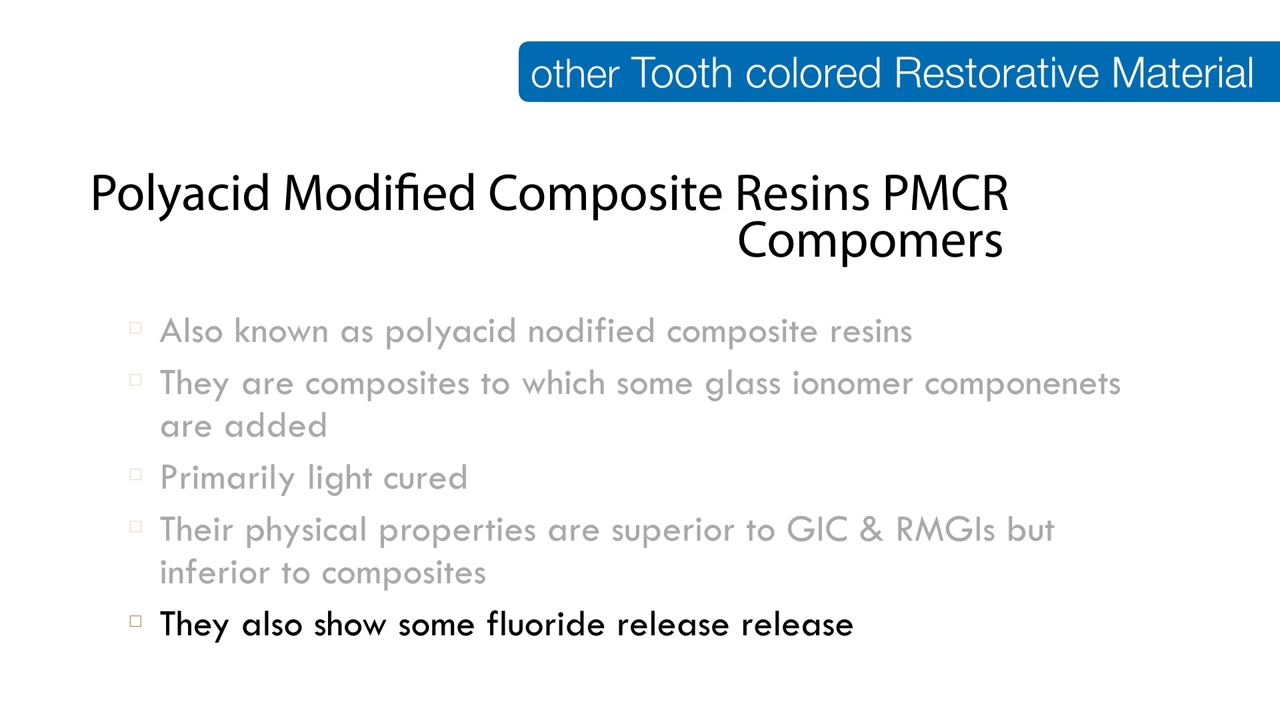 other Tooth colored Restorative Material
Polyacid Modified Composite Resins PMCR
Compomers
Also known as polyacid nodified composite resins
They are composites to which some glass ionomer componenets
are added
Primarily light cured
Their physical properties are superior to GIC & RMGIs but
inferior to composites
They also show some fluoride release release